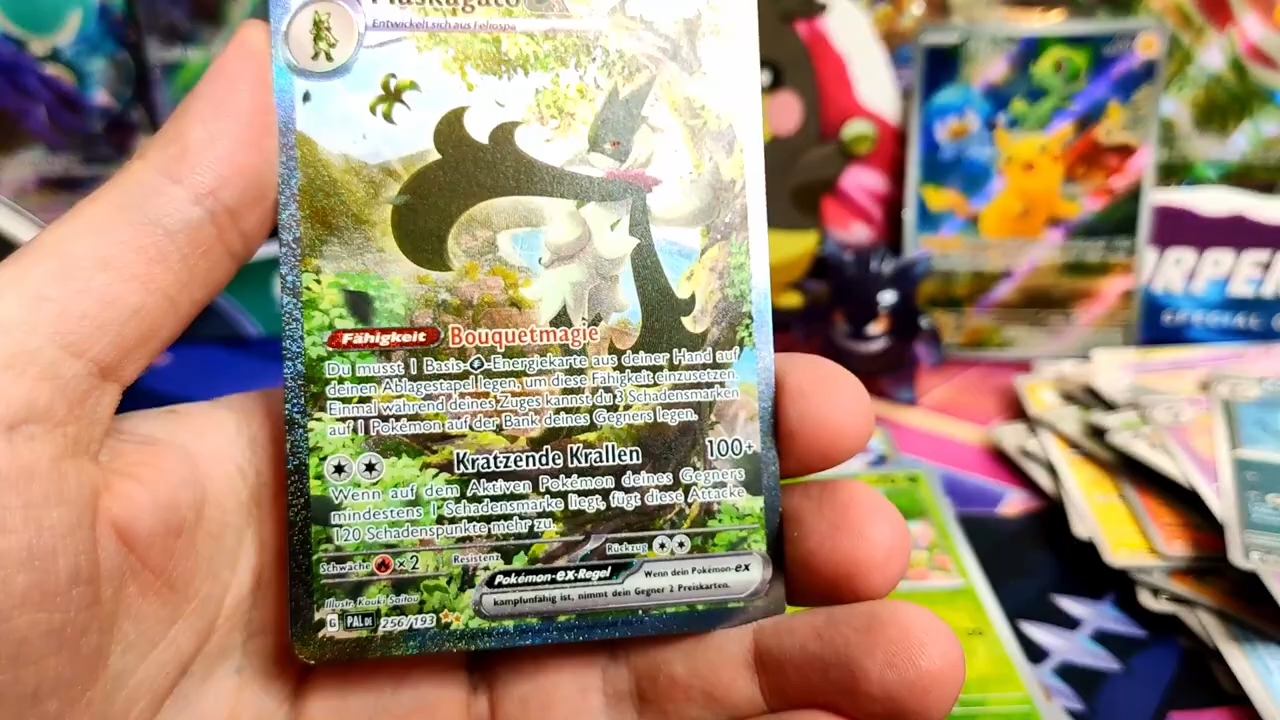 Maskagato
Entwickelt sich aus Feliospa
Fähigkeit Bouquetmagie
Du musst 1 Basis- -Energiekarte aus deiner Hand auf
deinen Ablagestapel legen, um diese Fähigkeit einzusetzen.
Einmal während deines Zuges kannst du 3 Schadensmarken
auf 1 Pokémon auf der Bank deines Gegners legen.
Kratzende Krallen 100+
Wenn auf dem Aktiven Pokémon deines Gegners
mindestens 1 Schadensmarke liegt, fügt diese Attacke
120 Schadenspunkte mehr zu.
Schwäche ×2 Resistenz Rückzug
Pokémon-ex-Regel Wenn dein Pokémon-ex
kampfunfähig ist, nimmt dein Gegner 2 Preiskarten.
Illustr. Kouki Saitou
G PAL DE 256/193
RPE
SPECIAL